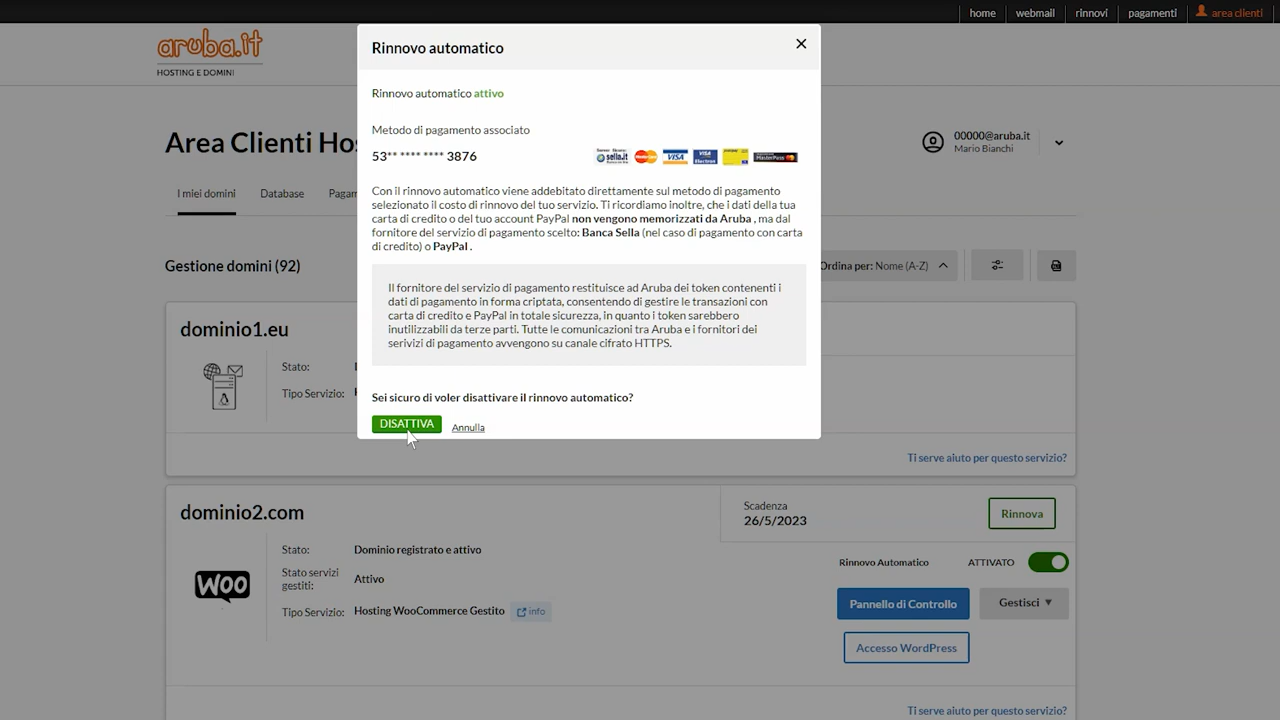 home
webmail
rinnovi
pagamenti
area clienti
aruba.it
HOSTING E DOMINI
Rinnovo automatico
Rinnovo automatico attivo
Metodo di pagamento associato
53** **** **** 3876
sella.it
MasterCard
VISA
VISA Electron
MasterPass
Con il rinnovo automatico viene addebitato direttamente sul metodo di pagamento
selezionato il costo di rinnovo del tuo servizio. Ti ricordiamo inoltre, che i dati della tua
carta di credito o del tuo account PayPal non vengono memorizzati da Aruba , ma dal
fornitore del servizio di pagamento scelto: Banca Sella (nel caso di pagamento con carta
di credito) o PayPal .
Il fornitore del servizio di pagamento restituisce ad Aruba dei token contenenti i
dati di pagamento in forma criptata, consentendo di gestire le transazioni con
carta di credito e PayPal in totale sicurezza, in quanto i token sarebbero
inutilizzabili da terze parti. Tutte le comunicazioni tra Aruba e i fornitori dei
serivizi di pagamento avvengono su canale cifrato HTTPS.
Sei sicuro di voler disattivare il rinnovo automatico?
DISATTIVA
Annulla
Area Clienti Hos
00000@aruba.it
Mario Bianchi
I miei domini
Database
Pagam
Gestione domini (92)
Ordina per: Nome (A-Z)
dominio1.eu
Stato:
Tipo Servizio:
Ti serve aiuto per questo servizio?
dominio2.com
Scadenza
26/5/2023
Rinnova
WOO
Stato:
Dominio registrato e attivo
Stato servizi
gestiti:
Attivo
Tipo Servizio:
Hosting WooCommerce Gestito
info
Rinnovo Automatico
ATTIVATO
Pannello di Controllo
Gestisci
Accesso WordPress
Ti serve aiuto per questo servizio?